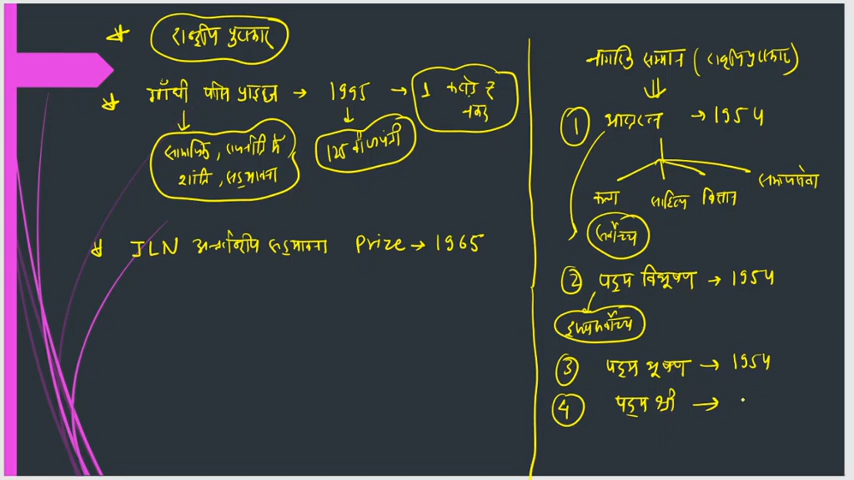 राष्ट्रीय पुरस्कार
गाँधी शांति प्राइज → 1995 → 1 करोड़ रु नकद
सामाजिक, राजनीति में शांति, सद्भावना
125 वीं जयंती
JLN अन्तर्राष्ट्रीय सद्भावना Prize → 1965
नागरिक सम्मान (राष्ट्रीय पुरस्कार)
① भारत रत्न → 1954
कला साहित्य विज्ञान समाजसेवा
सर्वोच्च
② पद्म विभूषण → 1954
③ पद्म भूषण → 1954
④ पद्म श्री →